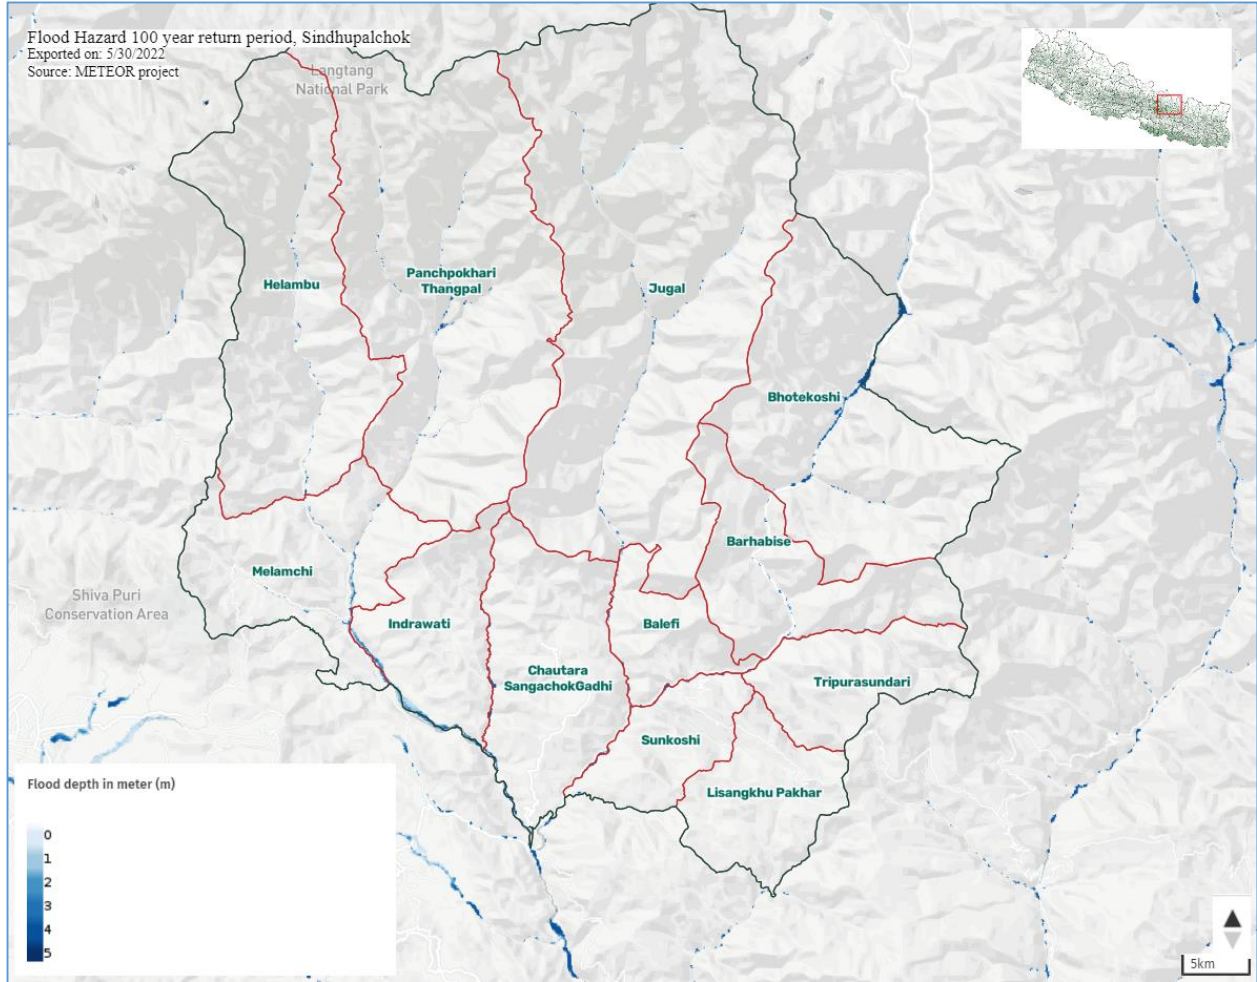 Flood Hazard 100 year return period, Sindhupalchok
Exported on: 5/30/2022
Source: METEOR project
Langtang
National Park
Helambu
Panchpokhari
Thangpal
Jugal
Bhotekoshi
Barhabise
Melamchi
Shiva Puri
Conservation Area
Indrawati
Balefi
Chautara
SangachokGadhi
Tripurasundari
Sunkoshi
Lisangkhu Pakhar
Flood depth in meter (m)
0
1
2
3
4
5
5km